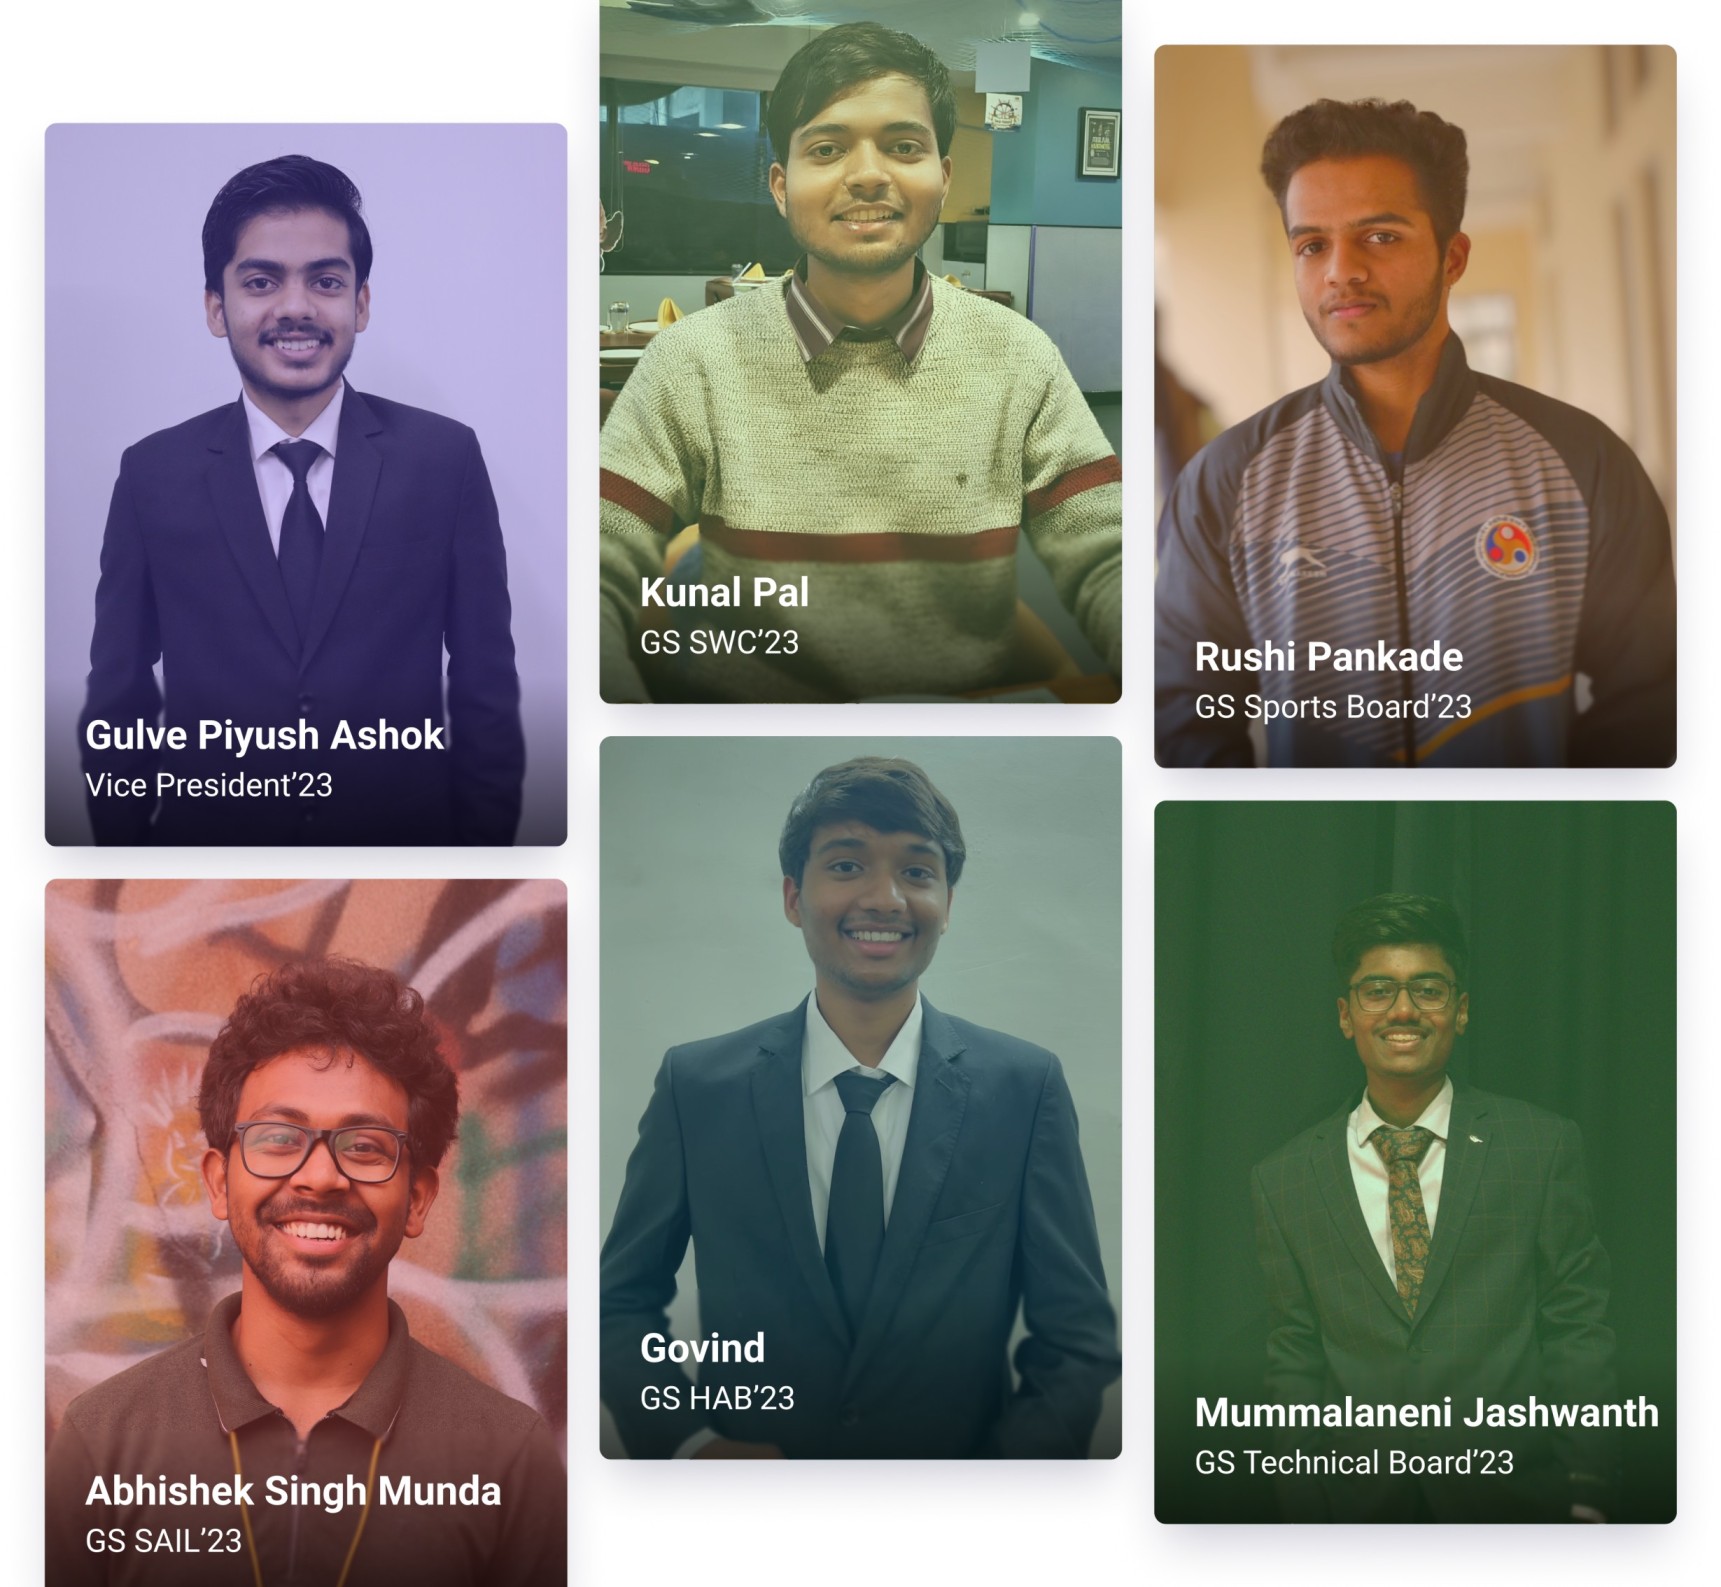 Gulve Piyush Ashok
Vice President’23
Abhishek Singh Munda
GS SAIL’23
Kunal Pal
GS SWC’23
Govind
GS HAB’23
Rushi Pankade
GS Sports Board’23
Mummalaneni Jashwanth
GS Technical Board’23